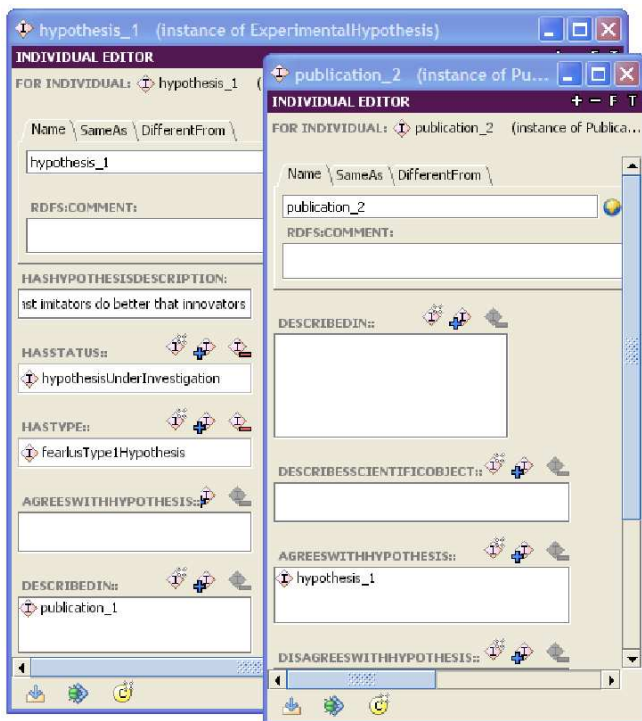 hypothesis_1 (instance of ExperimentalHypothesis)
INDIVIDUAL EDITOR
FOR INDIVIDUAL: hypothesis_1 (
Name SameAs DifferentFrom
hypothesis_1
RDFS:COMMENT:
HASHYPOTHESISDESCRIPTION:
ist imitators do better that innovators
HASSTATUS::
hypothesisUnderInvestigation
HASTYPE::
fearlusType1Hypothesis
AGREESWITHHYPOTHESIS::
DESCRIBEDIN::
publication_1
publication_2 (instance of Pu...
INDIVIDUAL EDITOR + − F T
FOR INDIVIDUAL: publication_2 (instance of Publica...
Name SameAs DifferentFrom
publication_2
RDFS:COMMENT:
DESCRIBEDIN::
DESCRIBESSCIENTIFICOBJECT::
AGREESWITHHYPOTHESIS::
hypothesis_1
DISAGREESWITHHYPOTHESIS::